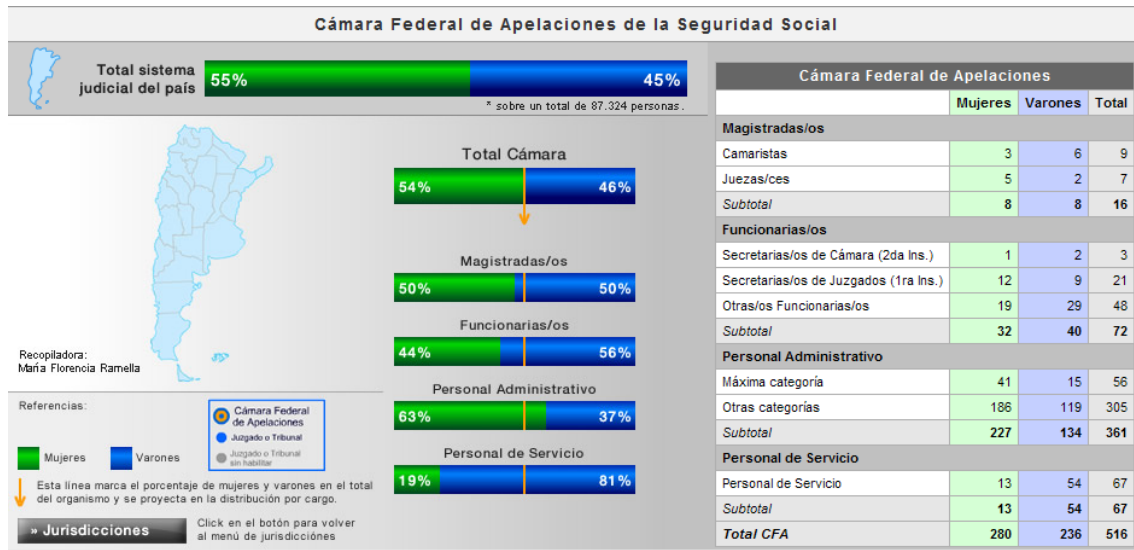 Cámara Federal de Apelaciones de la Seguridad Social
Total sistema
judicial del país
55%
45%
* sobre un total de 87.324 personas.
Total Cámara
54%
46%
Magistradas/os
50%
50%
Funcionarias/os
44%
56%
Personal Administrativo
63%
37%
Personal de Servicio
19%
81%
Recopiladora:
María Florencia Ramella
Referencias:
Mujeres
Varones
Cámara Federal
de Apelaciones
Juzgado o Tribunal
Juzgado o Tribunal
sin habilitar
Esta línea marca el porcentaje de mujeres y varones en el total
del organismo y se proyecta en la distribución por cargo.
» Jurisdicciones
Click en el botón para volver
al menú de jurisdicciónes
Cámara Federal de Apelaciones
Mujeres Varones Total
Magistradas/os
Camaristas 3 6 9
Juezas/ces 5 2 7
Subtotal 8 8 16
Funcionarias/os
Secretarias/os de Cámara (2da Ins.) 1 2 3
Secretarias/os de Juzgados (1ra Ins.) 12 9 21
Otras/os Funcionarias/os 19 29 48
Subtotal 32 40 72
Personal Administrativo
Máxima categoría 41 15 56
Otras categorías 186 119 305
Subtotal 227 134 361
Personal de Servicio
Personal de Servicio 13 54 67
Subtotal 13 54 67
Total CFA 280 236 516